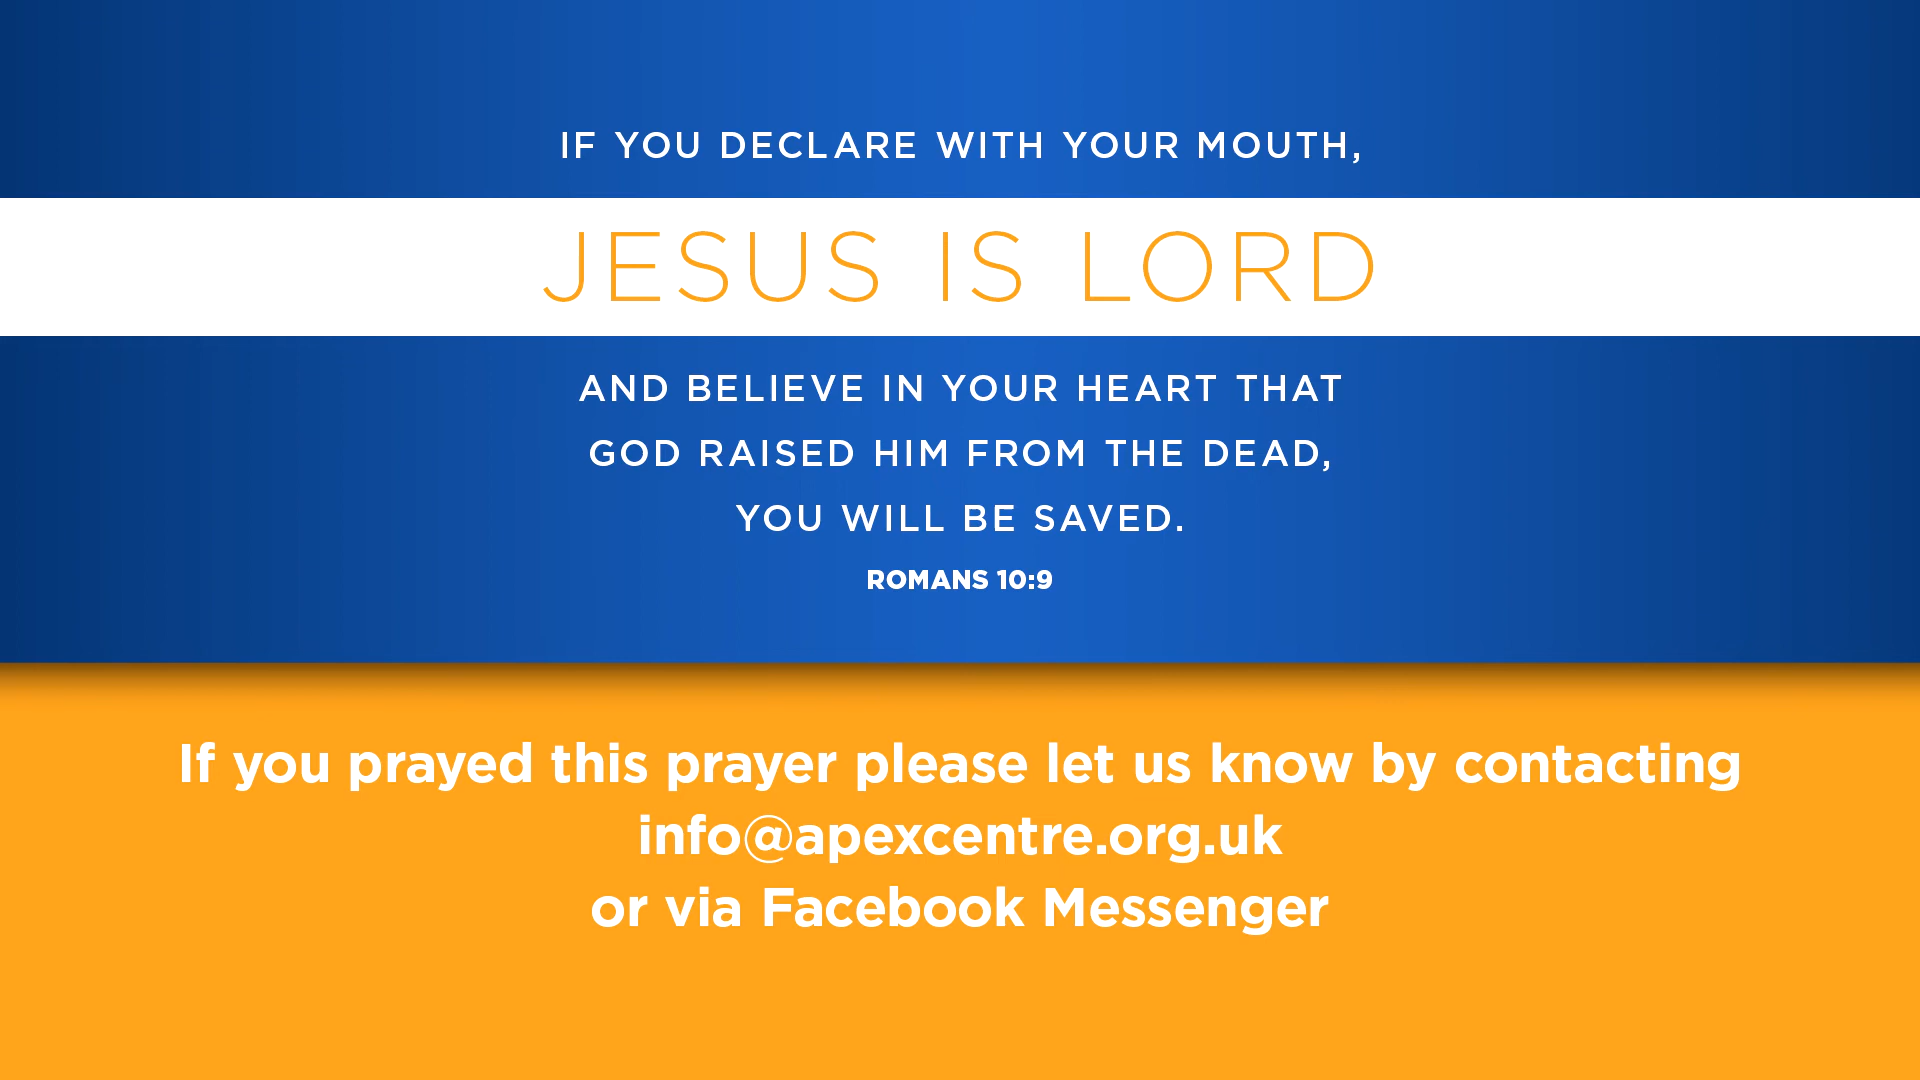 IF YOU DECLARE WITH YOUR MOUTH,
JESUS IS LORD
AND BELIEVE IN YOUR HEART THAT
GOD RAISED HIM FROM THE DEAD,
YOU WILL BE SAVED.
ROMANS 10:9
If you prayed this prayer please let us know by contacting
info@apexcentre.org.uk
or via Facebook Messenger